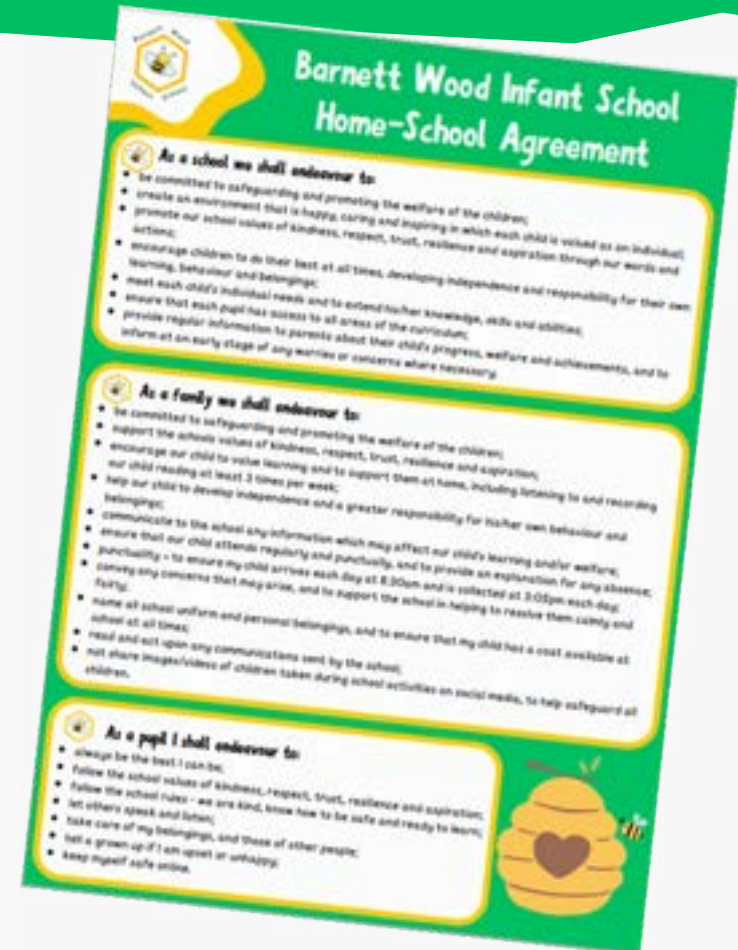 Barnett Wood
Infant School
Barnett Wood Infant School
Home-School Agreement
As a school we shall endeavour to:
• be committed to safeguarding and promoting the welfare of the children;
• create an environment that is happy, caring and inspiring in which each child is valued as an individual;
• promote our school values of kindness, respect, trust, resilience and aspiration through our words and
actions;
• encourage children to do their best at all times, developing independence and responsibility for their own
learning, behaviour and belongings;
• meet each child's individual needs and to extend his/her knowledge, skills and abilities;
• ensure that each pupil has access to all areas of the curriculum;
• provide regular information to parents about their child's progress, welfare and achievements, and to
inform at an early stage of any worries or concerns where necessary.
As a family we shall endeavour to:
• be committed to safeguarding and promoting the welfare of the children;
• support the schools values of kindness, respect, trust, resilience and aspiration;
• encourage our child to value learning and to support them at home, including listening to and recording
our child reading at least 3 times per week;
• help our child to develop independence and a greater responsibility for his/her own behaviour and
belongings;
• communicate to the school any information which may affect our child's learning and/or welfare;
• ensure that our child attends regularly and punctually, and to provide an explanation for any absence;
• punctuality - to ensure my child arrives each day at 8:30am and is collected at 3:05pm each day;
• convey any concerns that may arise, and to support the school in helping to resolve them calmly and
fairly;
• name all school uniform and personal belongings, and to ensure that my child has a coat available at
school at all times;
• read and act upon any communications sent by the school;
• not share images/videos of children taken during school activities on social media, to help safeguard all
children.
As a pupil I shall endeavour to:
• always be the best I can be;
• follow the school values of kindness, respect, trust, resilience and aspiration;
• follow the school rules - we are kind, know how to be safe and ready to learn;
• let others speak and listen;
• take care of my belongings, and those of other people;
• tell a grown up if I am upset or unhappy;
• keep myself safe online.